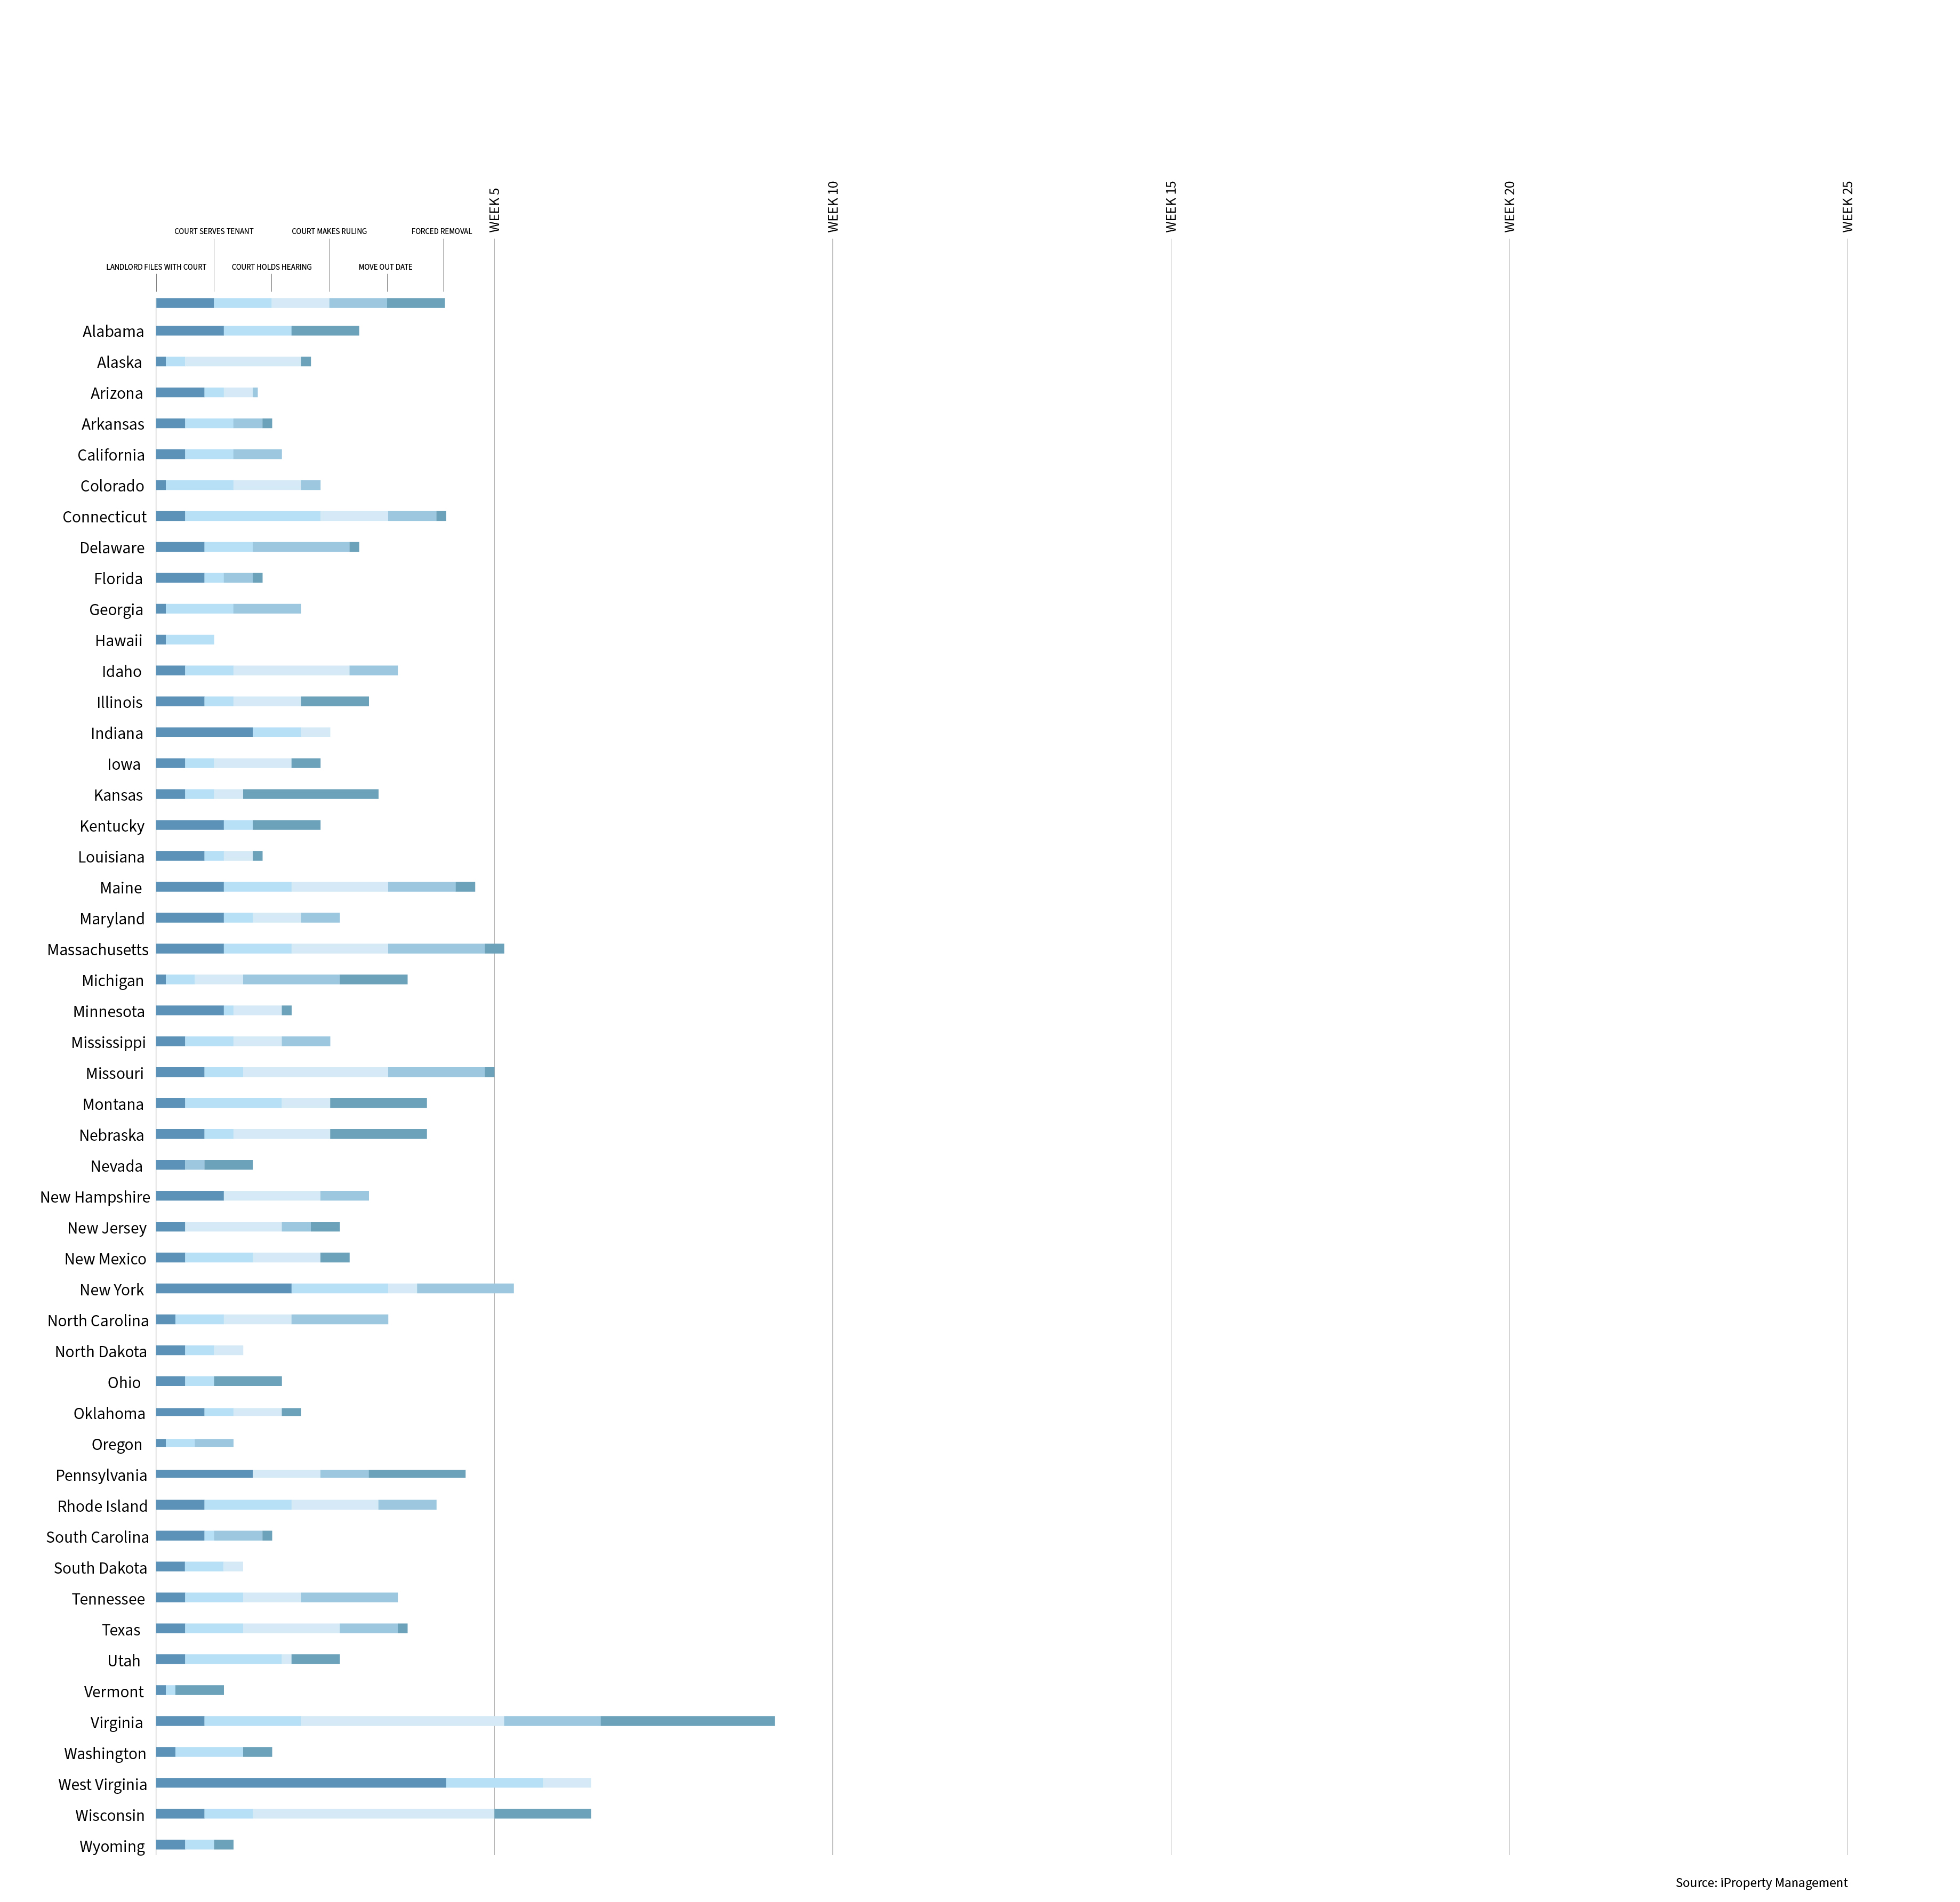 WEEK 5
WEEK 10
WEEK 15
WEEK 20
WEEK 25
COURT SERVES TENANT
COURT MAKES RULING
FORCED REMOVAL
LANDLORD FILES WITH COURT
COURT HOLDS HEARING
MOVE OUT DATE
Alabama
Alaska
Arizona
Arkansas
California
Colorado
Connecticut
Delaware
Florida
Georgia
Hawaii
Idaho
Illinois
Indiana
Iowa
Kansas
Kentucky
Louisiana
Maine
Maryland
Massachusetts
Michigan
Minnesota
Mississippi
Missouri
Montana
Nebraska
Nevada
New Hampshire
New Jersey
New Mexico
New York
North Carolina
North Dakota
Ohio
Oklahoma
Oregon
Pennsylvania
Rhode Island
South Carolina
South Dakota
Tennessee
Texas
Utah
Vermont
Virginia
Washington
West Virginia
Wisconsin
Wyoming
Source: iProperty Management